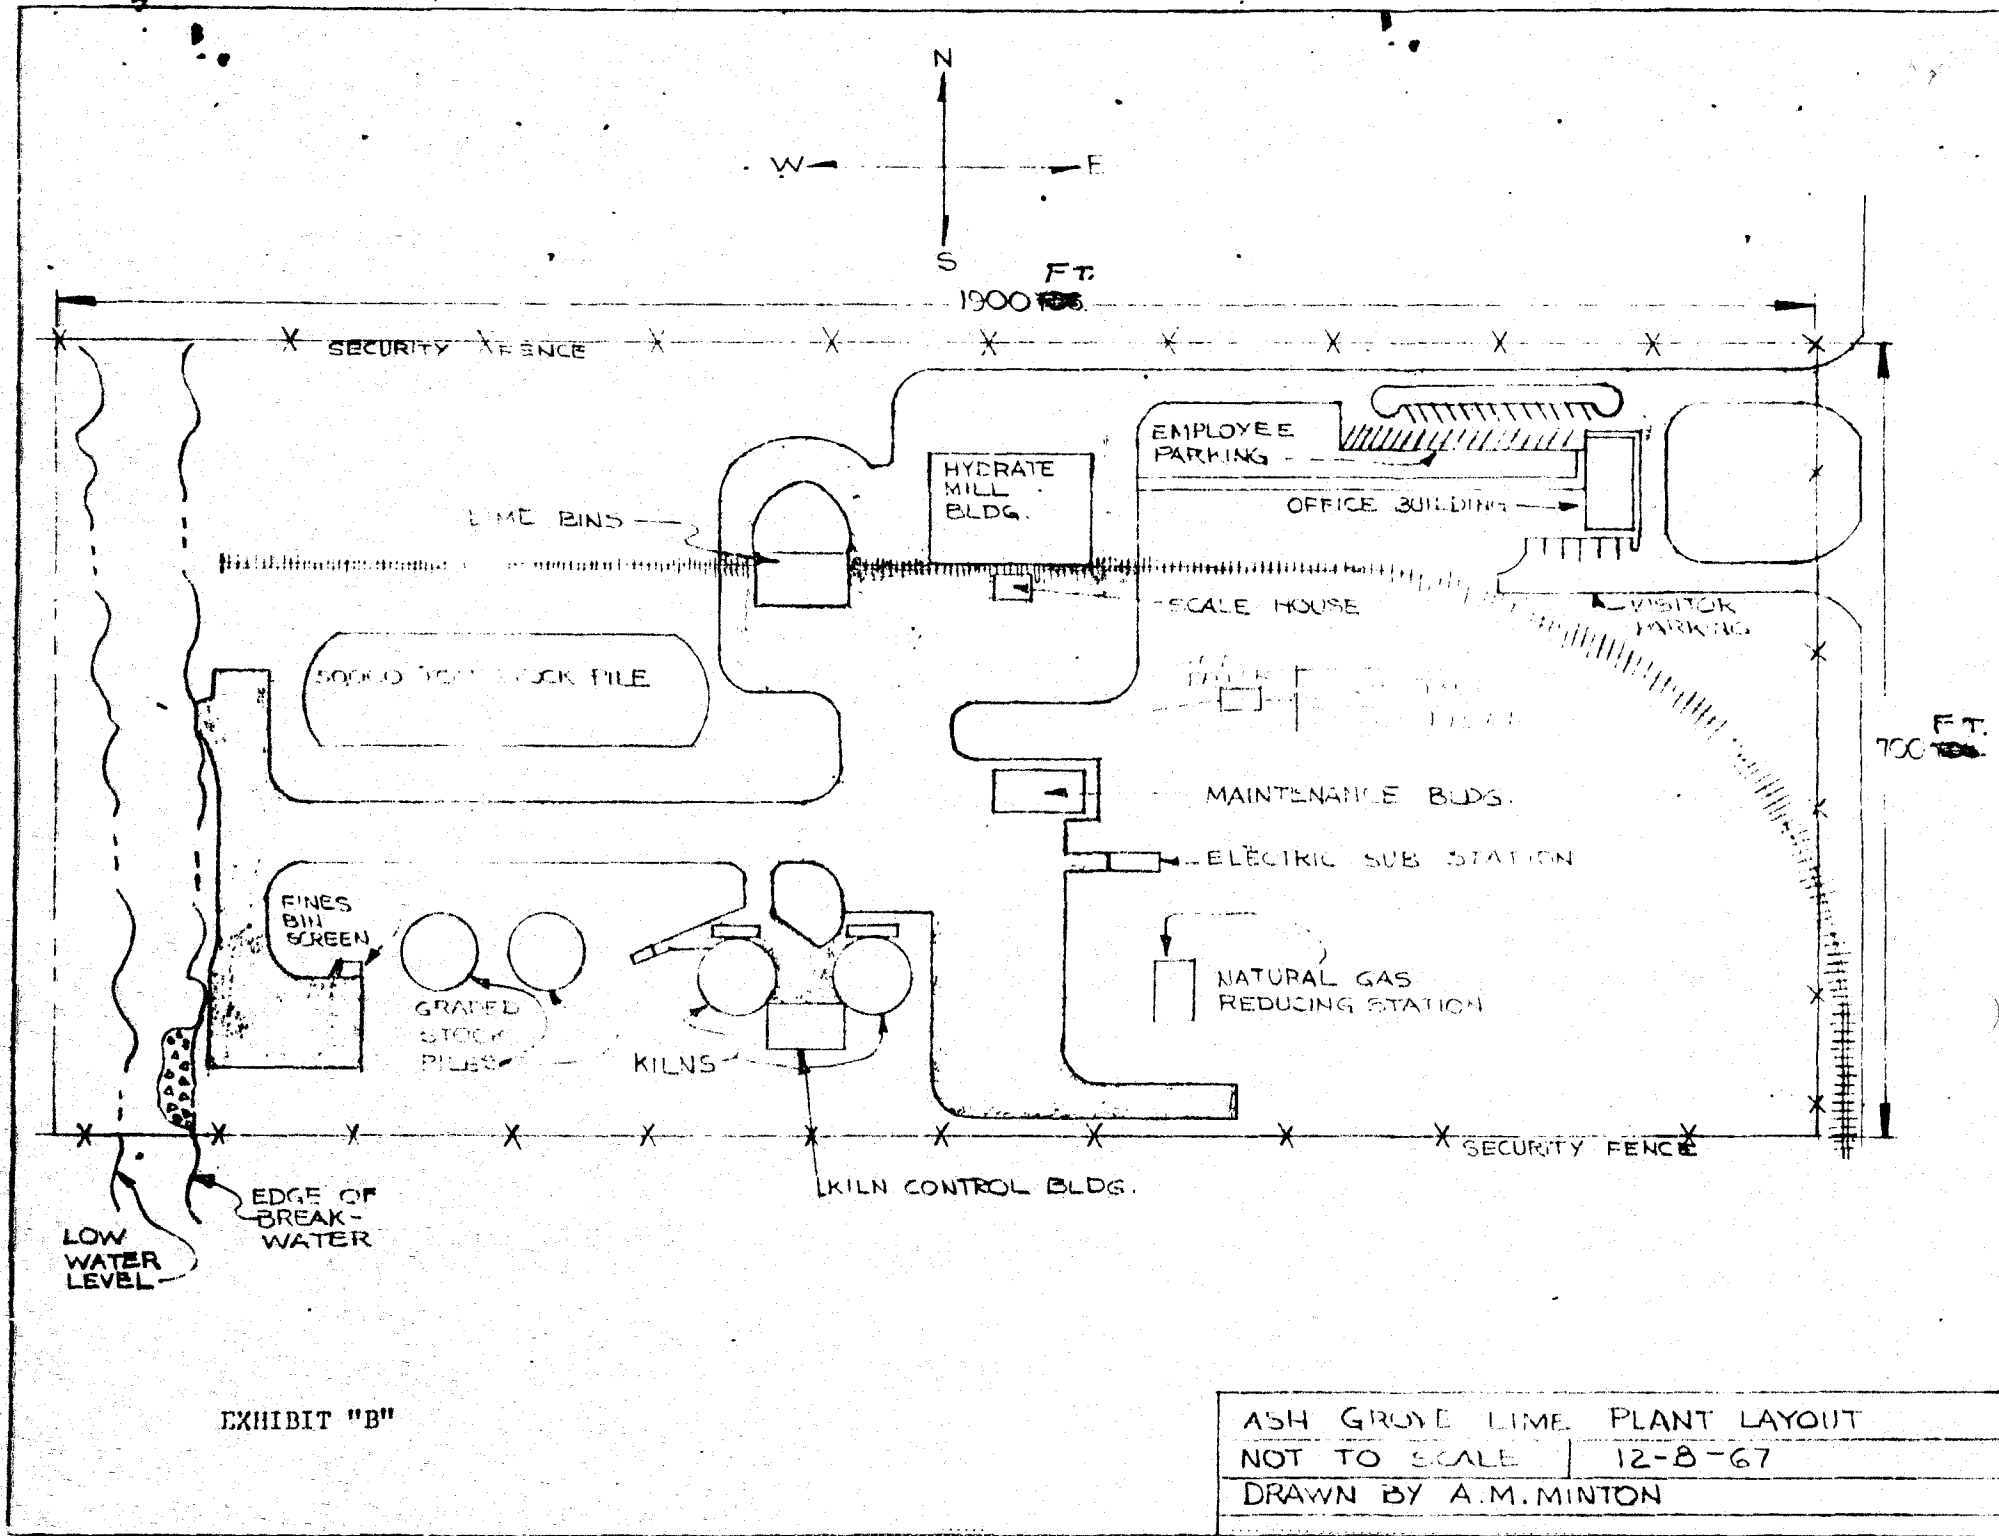 N
W
E
S
FT.
1900
SECURITY FENCE
EMPLOYEE
PARKING
HYDRATE
MILL
BLDG.
OFFICE BUILDING
LIME BINS
SCALE HOUSE
VISITOR
PARKING
50000 TON ROCK PILE
FT.
700
MAINTENANCE BLDG.
ELECTRIC SUB STATION
FINES
BIN
SCREEN
NATURAL GAS
REDUCING STATION
GRADED
STOCK
PILES
KILNS
SECURITY FENCE
KILN CONTROL BLDG.
EDGE OF
BREAK-
WATER
LOW
WATER
LEVEL
EXHIBIT "B"
ASH GROVE LIME PLANT LAYOUT
NOT TO SCALE 12-8-67
DRAWN BY A.M.MINTON